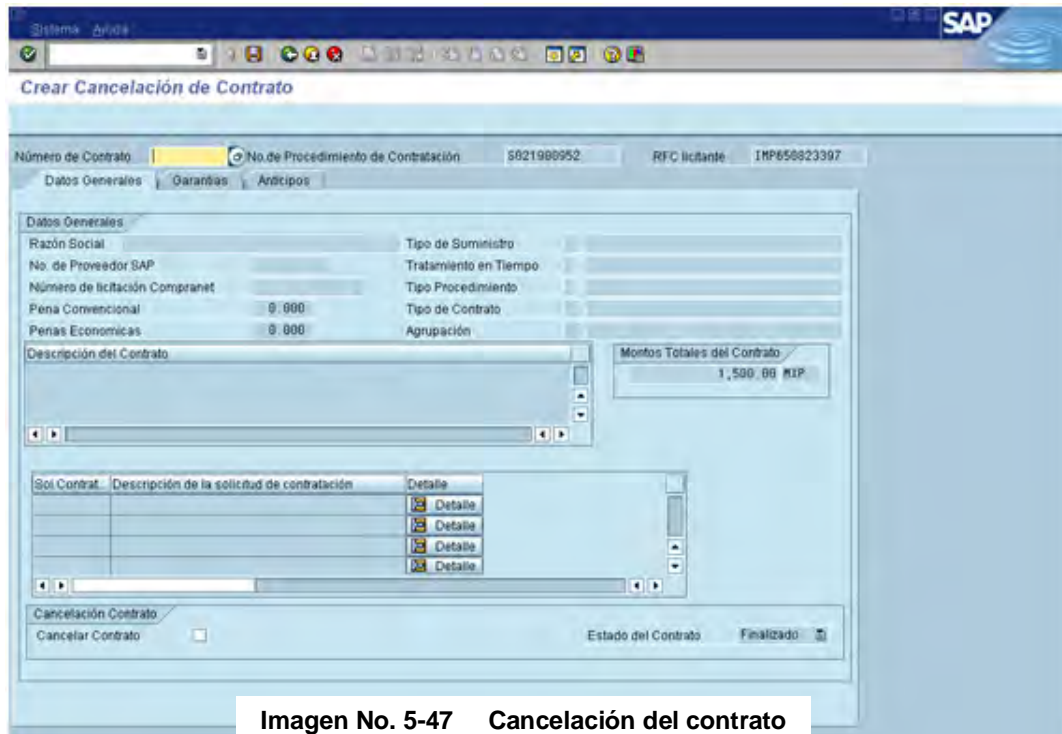 Sistema Ayuda
SAP
Crear Cancelación de Contrato
Número de Contrato No.de Procedimiento de Contratación RFC licitante IMP650823397
Datos Generales Garantias Anticipos
Datos Generales
Razón Social Tipo de Suministro
No. de Proveedor SAP Tratamiento en Tiempo
Número de licitación Compranet Tipo Procedimiento
Pena Convencional 0.000 Tipo de Contrato
Penas Economicas 0.000 Agrupación
Descripción del Contrato Montos Totales del Contrato
1,500.00 MXP
Sol.Contrat. Descripción de la solicitud de contratación Detalle
Detalle
Detalle
Detalle
Detalle
Cancelación Contrato
Cancelar Contrato Estado del Contrato Finalizado
Imagen No. 5-47 Cancelación del contrato